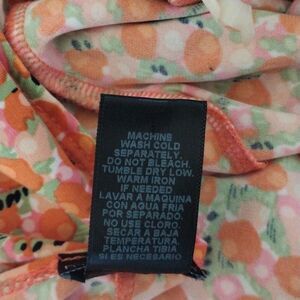 MACHINE
WASH COLD
SEPARATELY.
DO NOT BLEACH.
TUMBLE DRY LOW.
WARM IRON
IF NEEDED
LAVAR A MAQUINA
CON AGUA FRIA
POR SEPARADO.
NO USE CLORO.
SECAR A BAJA
TEMPERATURA.
PLANCHA TIBIA
SI ES NECESARIO